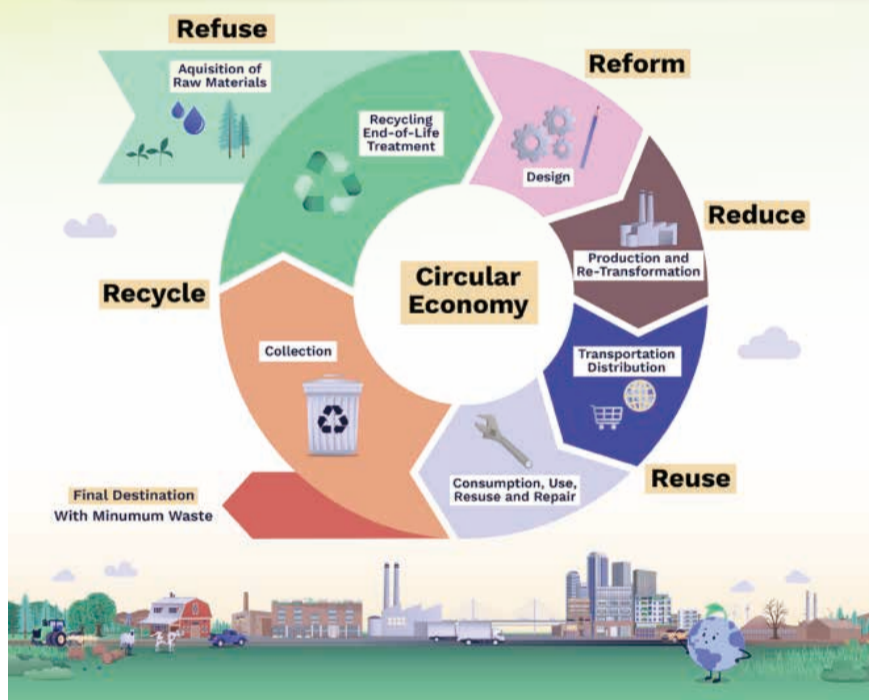 Refuse
Aquisition of
Raw Materials
Recycling
End-of-Life
Treatment
Reform
Design
Reduce
Production and
Re-Transformation
Circular
Economy
Recycle
Collection
Transportation
Distribution
Consumption, Use,
Resuse and Repair
Reuse
Final Destination
With Minumum Waste